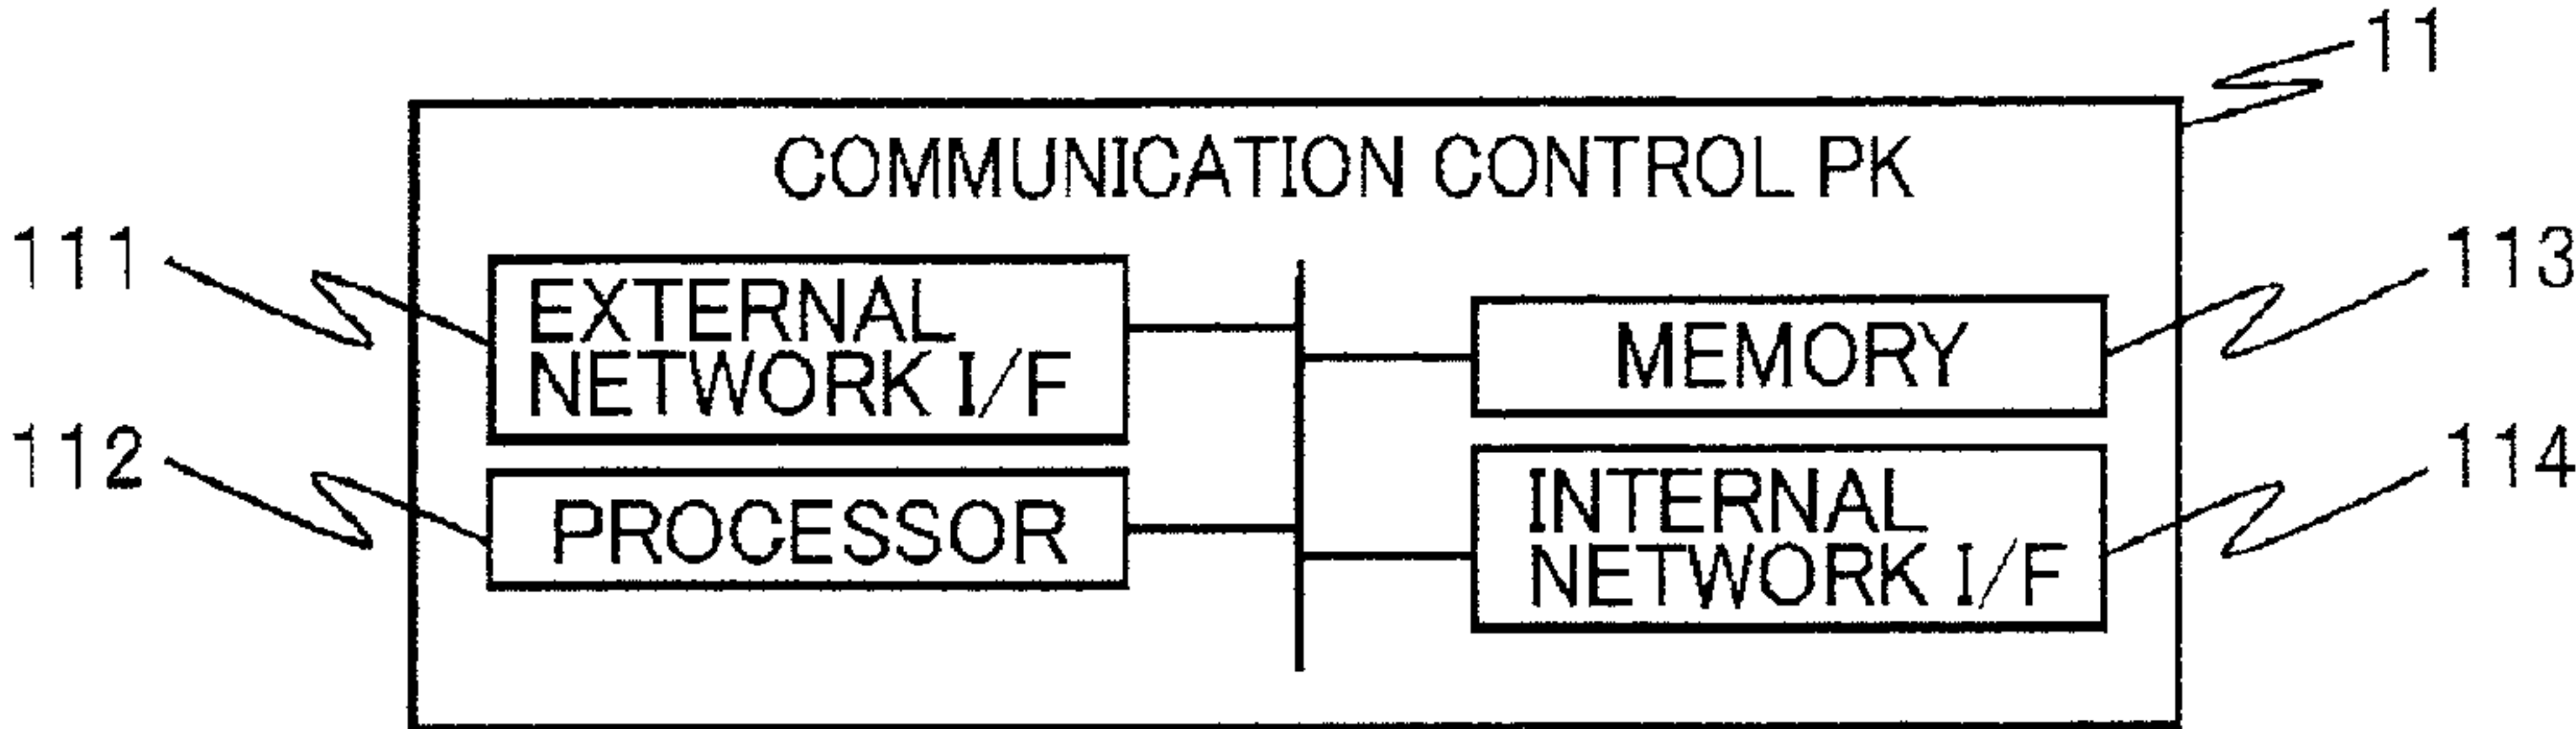 11
COMMUNICATION CONTROL PK
111
EXTERNAL
NETWORK I/F
112
PROCESSOR
MEMORY
113
INTERNAL
NETWORK I/F
114